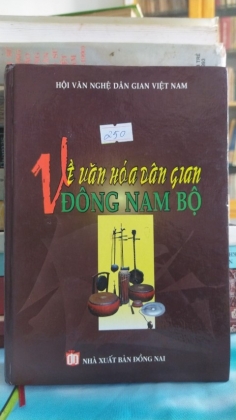 HỘI VĂN NGHỆ DÂN GIAN VIỆT NAM
250
VỀ VĂN HÓA DÂN GIAN
ĐÔNG NAM BỘ
NHÀ XUẤT BẢN ĐỒNG NAI